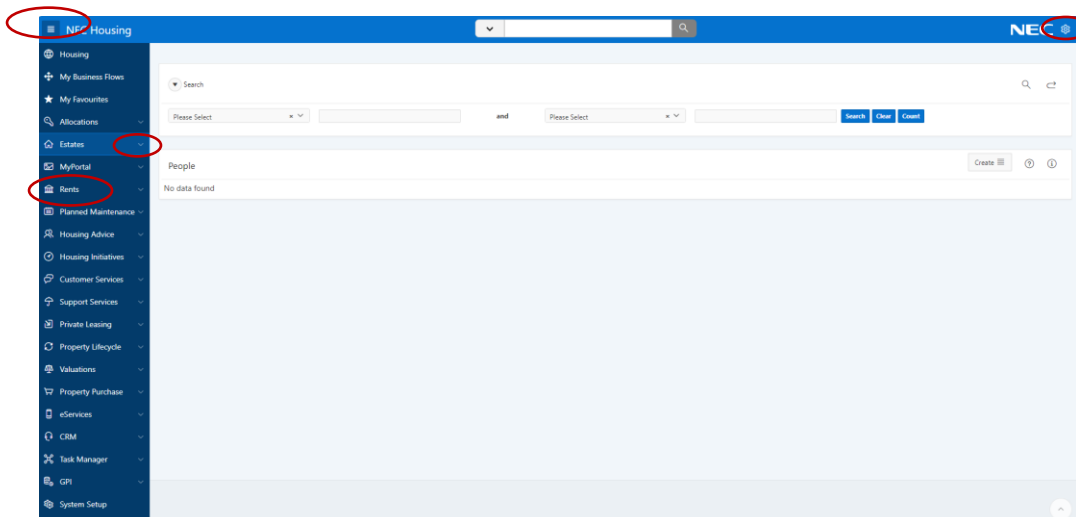 NEC Housing
NEC
Housing
My Business Flows
My Favourites
Allocations
Estates
MyPortal
Rents
Planned Maintenance
Housing Advice
Housing Initiatives
Customer Services
Support Services
Private Leasing
Property Lifecycle
Valuations
Property Purchase
eServices
CRM
Task Manager
GPI
System Setup
Search
Please Select and Please Select Search Clear Count
People Create
No data found